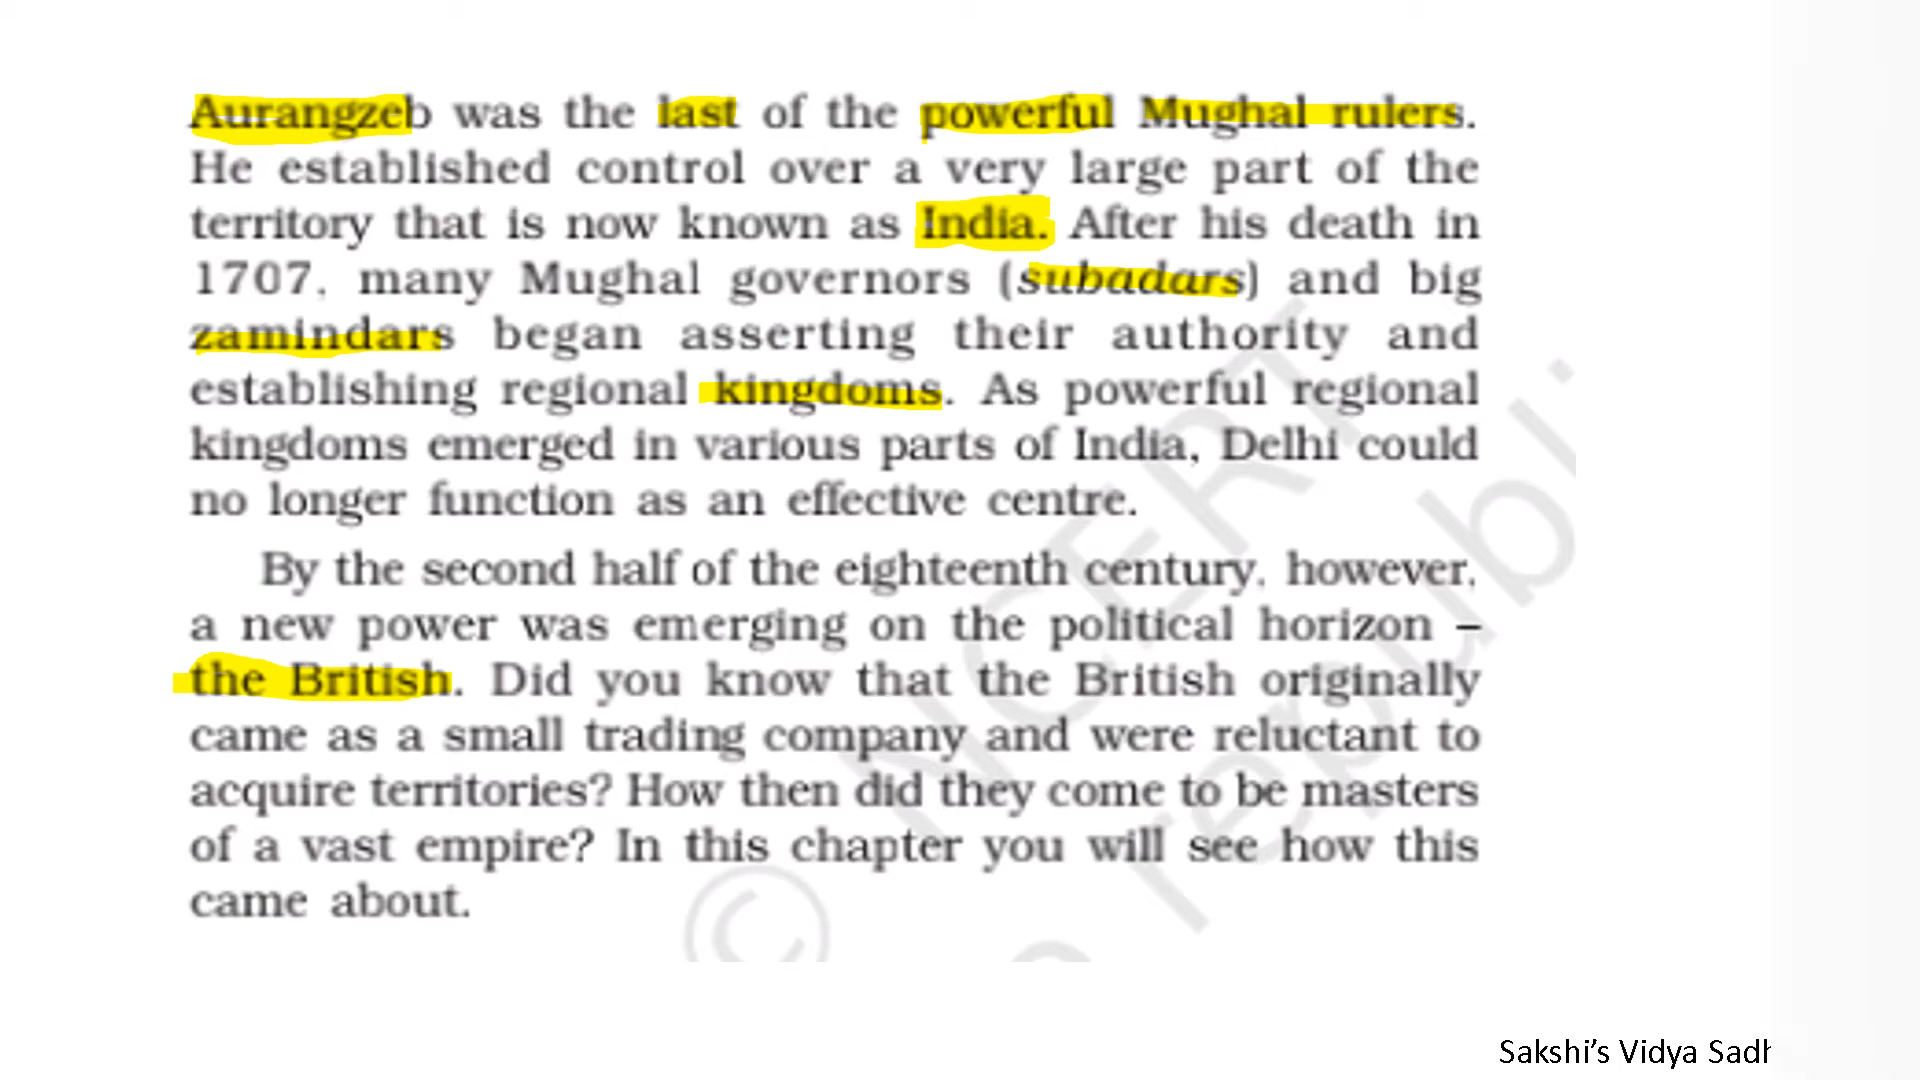 Aurangzeb was the last of the powerful Mughal rulers.
He established control over a very large part of the
territory that is now known as India. After his death in
1707, many Mughal governors (subadars) and big
zamindars began asserting their authority and
establishing regional kingdoms. As powerful regional
kingdoms emerged in various parts of India, Delhi could
no longer function as an effective centre.
By the second half of the eighteenth century, however,
a new power was emerging on the political horizon –
the British. Did you know that the British originally
came as a small trading company and were reluctant to
acquire territories? How then did they come to be masters
of a vast empire? In this chapter you will see how this
came about.
© NCERT
republi
Sakshi's Vidya Sadh